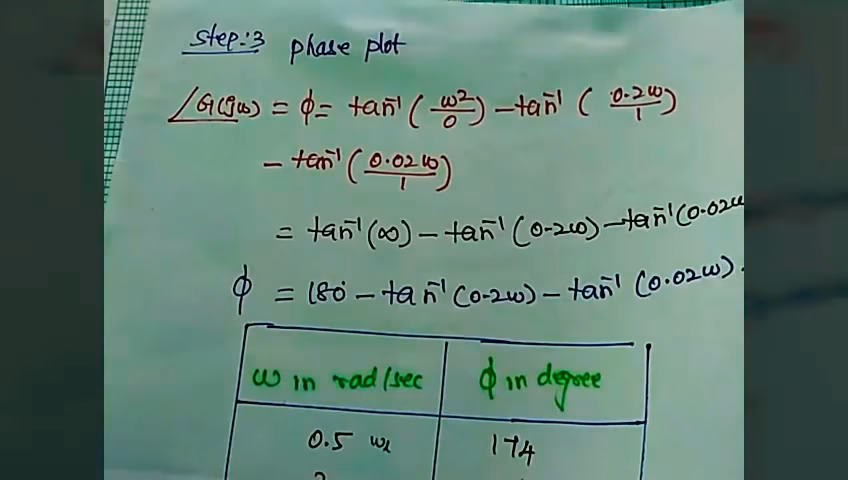 Step:3 phase plot
∠G(jω) = ϕ = tan⁻¹(ω²/0) – tan⁻¹(0.2ω/1)
– tan⁻¹(0.02ω/1)
= tan⁻¹(∞) – tan⁻¹(0.2ω) – tan⁻¹(0.02ω
ϕ = 180° – tan⁻¹(0.2ω) – tan⁻¹(0.02ω).
ω in rad/sec ϕ in degree
0.5 174